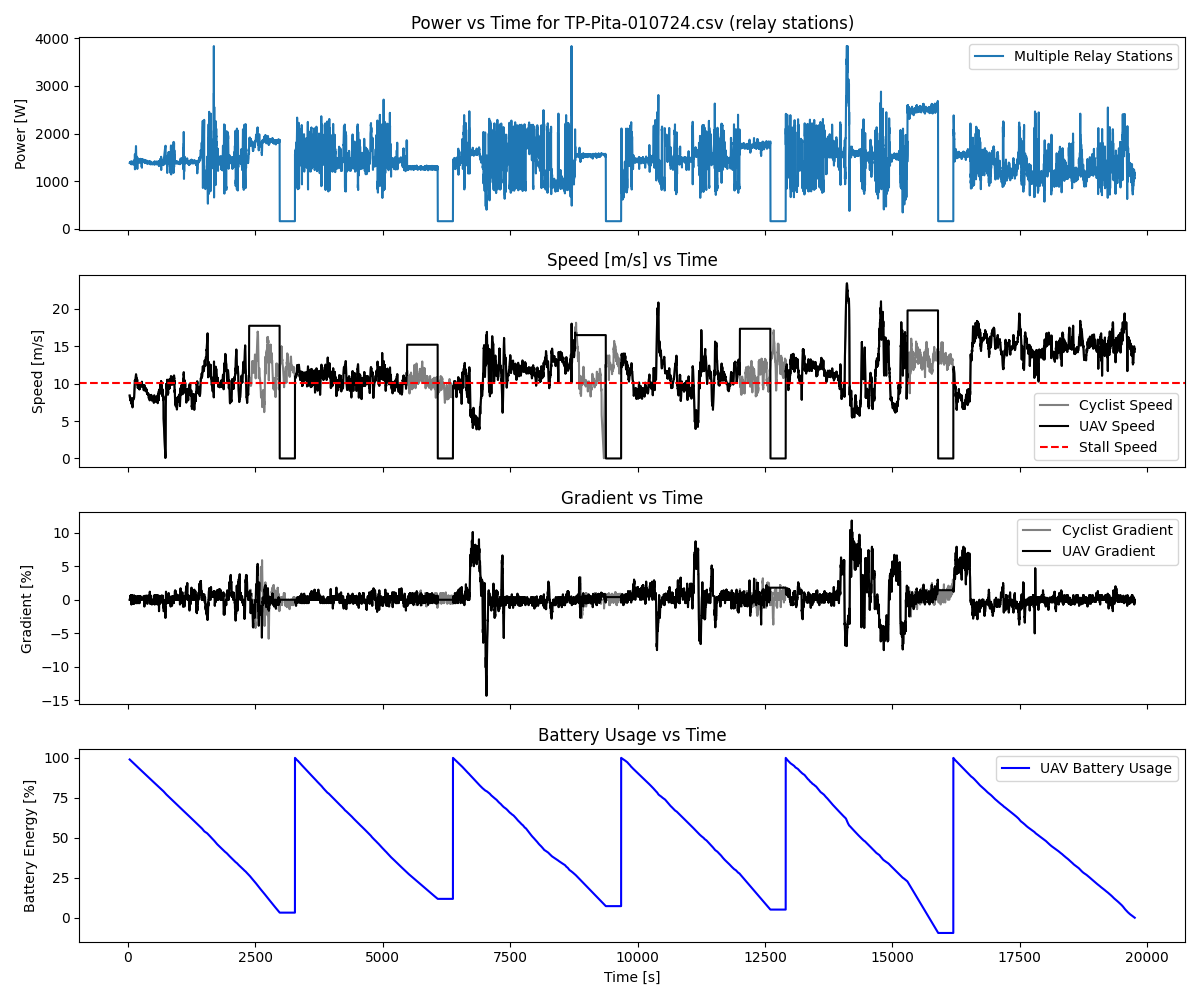 Power vs Time for TP-Pita-010724.csv (relay stations)
4000
3000
2000
1000
0
Power [W]
Multiple Relay Stations
Speed [m/s] vs Time
20
15
10
5
0
Speed [m/s]
Cyclist Speed
UAV Speed
Stall Speed
Gradient vs Time
10
5
0
−5
−10
−15
Gradient [%]
Cyclist Gradient
UAV Gradient
Battery Usage vs Time
100
75
50
25
0
Battery Energy [%]
UAV Battery Usage
0 2500 5000 7500 10000 12500 15000 17500 20000
Time [s]